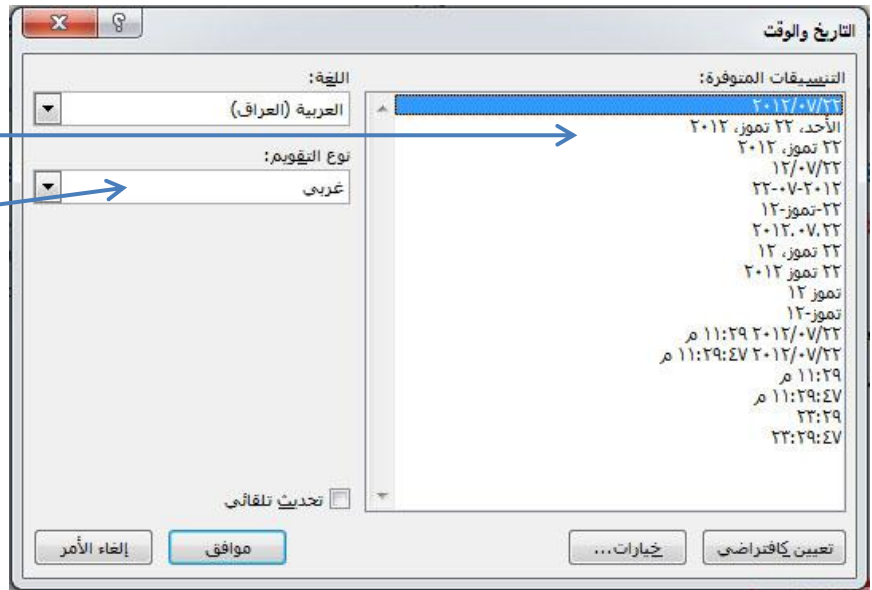 التاريخ والوقت
التنسيقات المتوفرة:
٢٠١٢/٠٧/٢٢
الأحد، ٢٢ تموز، ٢٠١٢
٢٢ تموز، ٢٠١٢
١٢/٠٧/٢٢
٢٠١٢-٠٧-٢٢
٢٢-تموز-١٢
٢٠١٢.٠٧.٢٢
٢٢ تموز، ١٢
٢٢ تموز ٢٠١٢
تموز ١٢
تموز-١٢
٢٠١٢/٠٧/٢٢ ١١:٢٩ م
٢٠١٢/٠٧/٢٢ ١١:٢٩:٤٧ م
١١:٢٩ م
١١:٢٩:٤٧ م
٢٣:٢٩
٢٣:٢٩:٤٧
اللغة:
العربية (العراق)
نوع التقويم:
غربي
تحديث تلقائي
تعيين كافتراضي
خيارات...
موافق
إلغاء الأمر